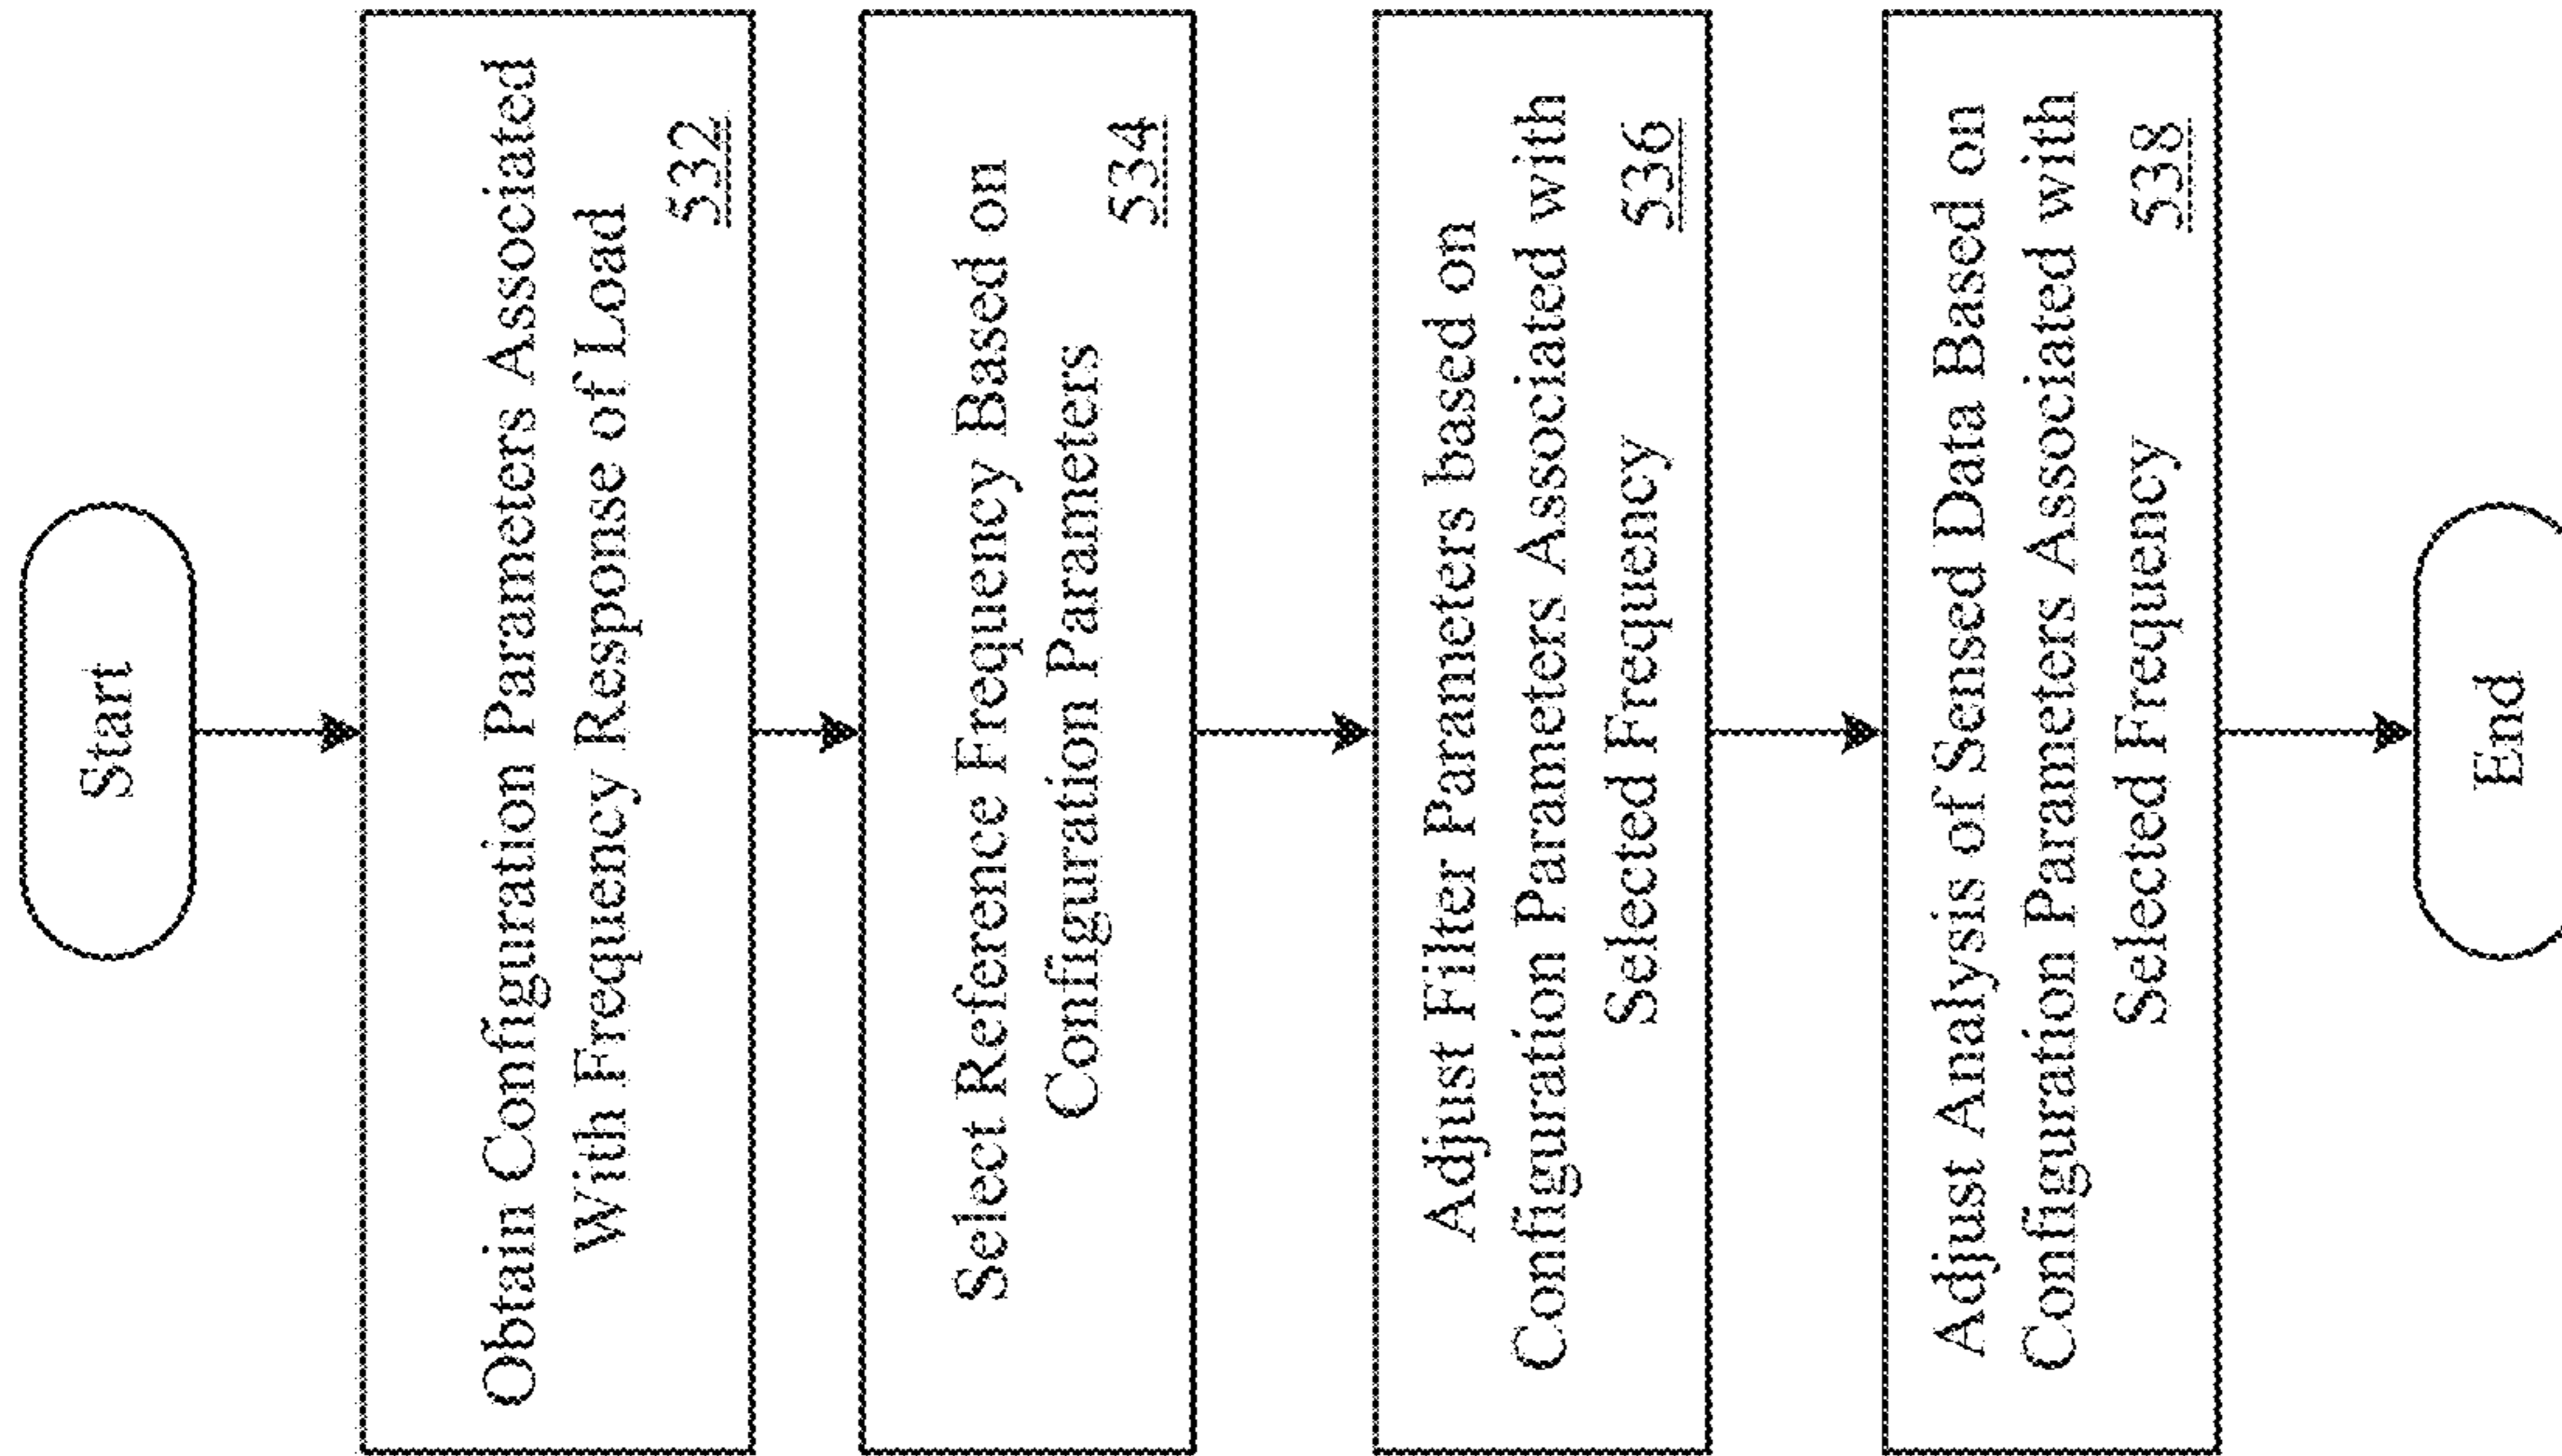 Start
Obtain Configuration Parameters Associated
With Frequency Response of Load
532
Select Reference Frequency Based on
Configuration Parameters
534
Adjust Filter Parameters based on
Configuration Parameters Associated with
Selected Frequency
536
Adjust Analysis of Sensed Data Based on
Configuration Parameters Associated with
Selected Frequency
538
End